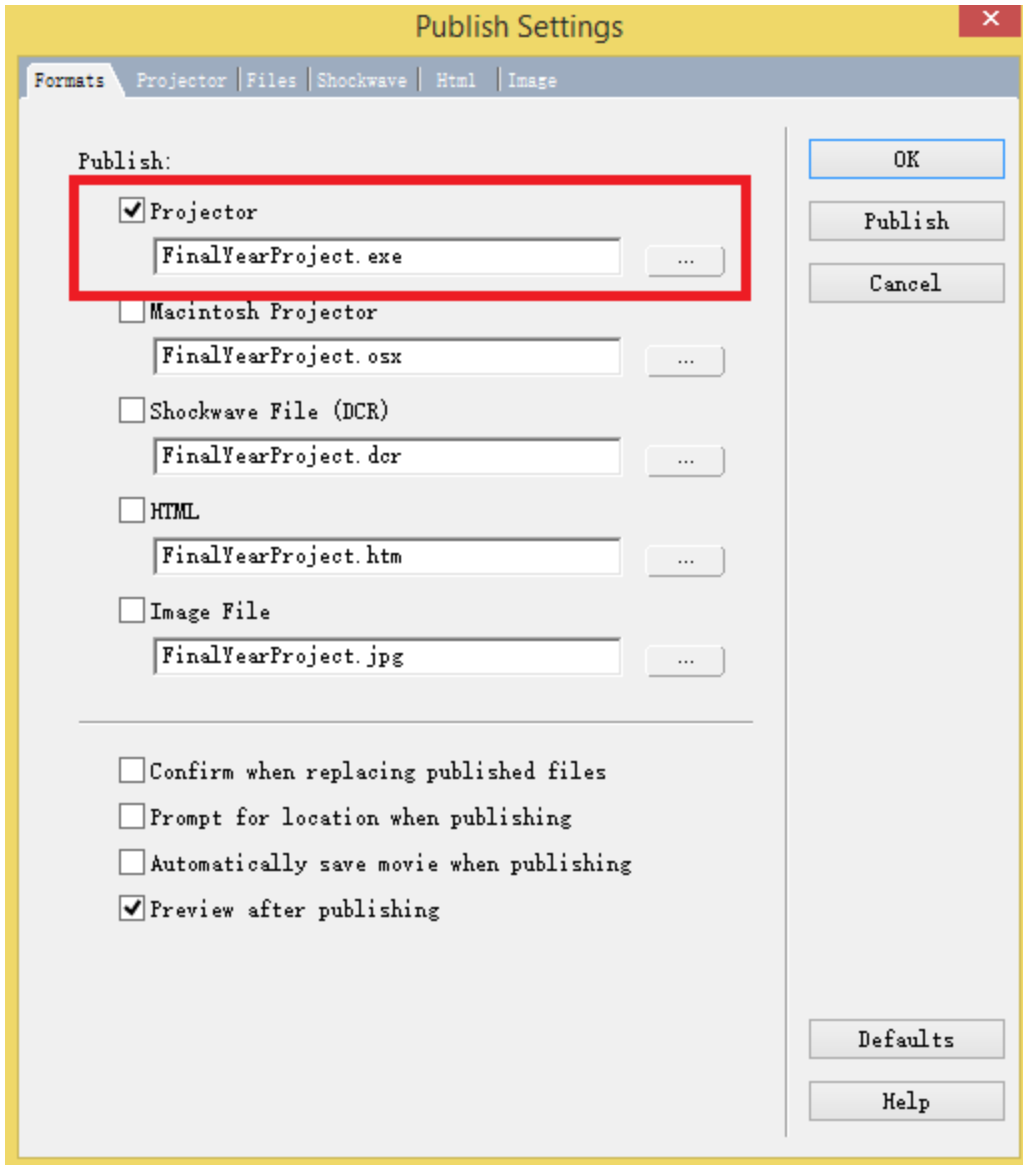 Publish Settings
Formats Projector Files Shockwave Html Image
Publish:
Projector
FinalYearProject.exe
...
Macintosh Projector
FinalYearProject.osx
...
Shockwave File (DCR)
FinalYearProject.dcr
...
HTML
FinalYearProject.htm
...
Image File
FinalYearProject.jpg
...
Confirm when replacing published files
Prompt for location when publishing
Automatically save movie when publishing
Preview after publishing
OK
Publish
Cancel
Defaults
Help